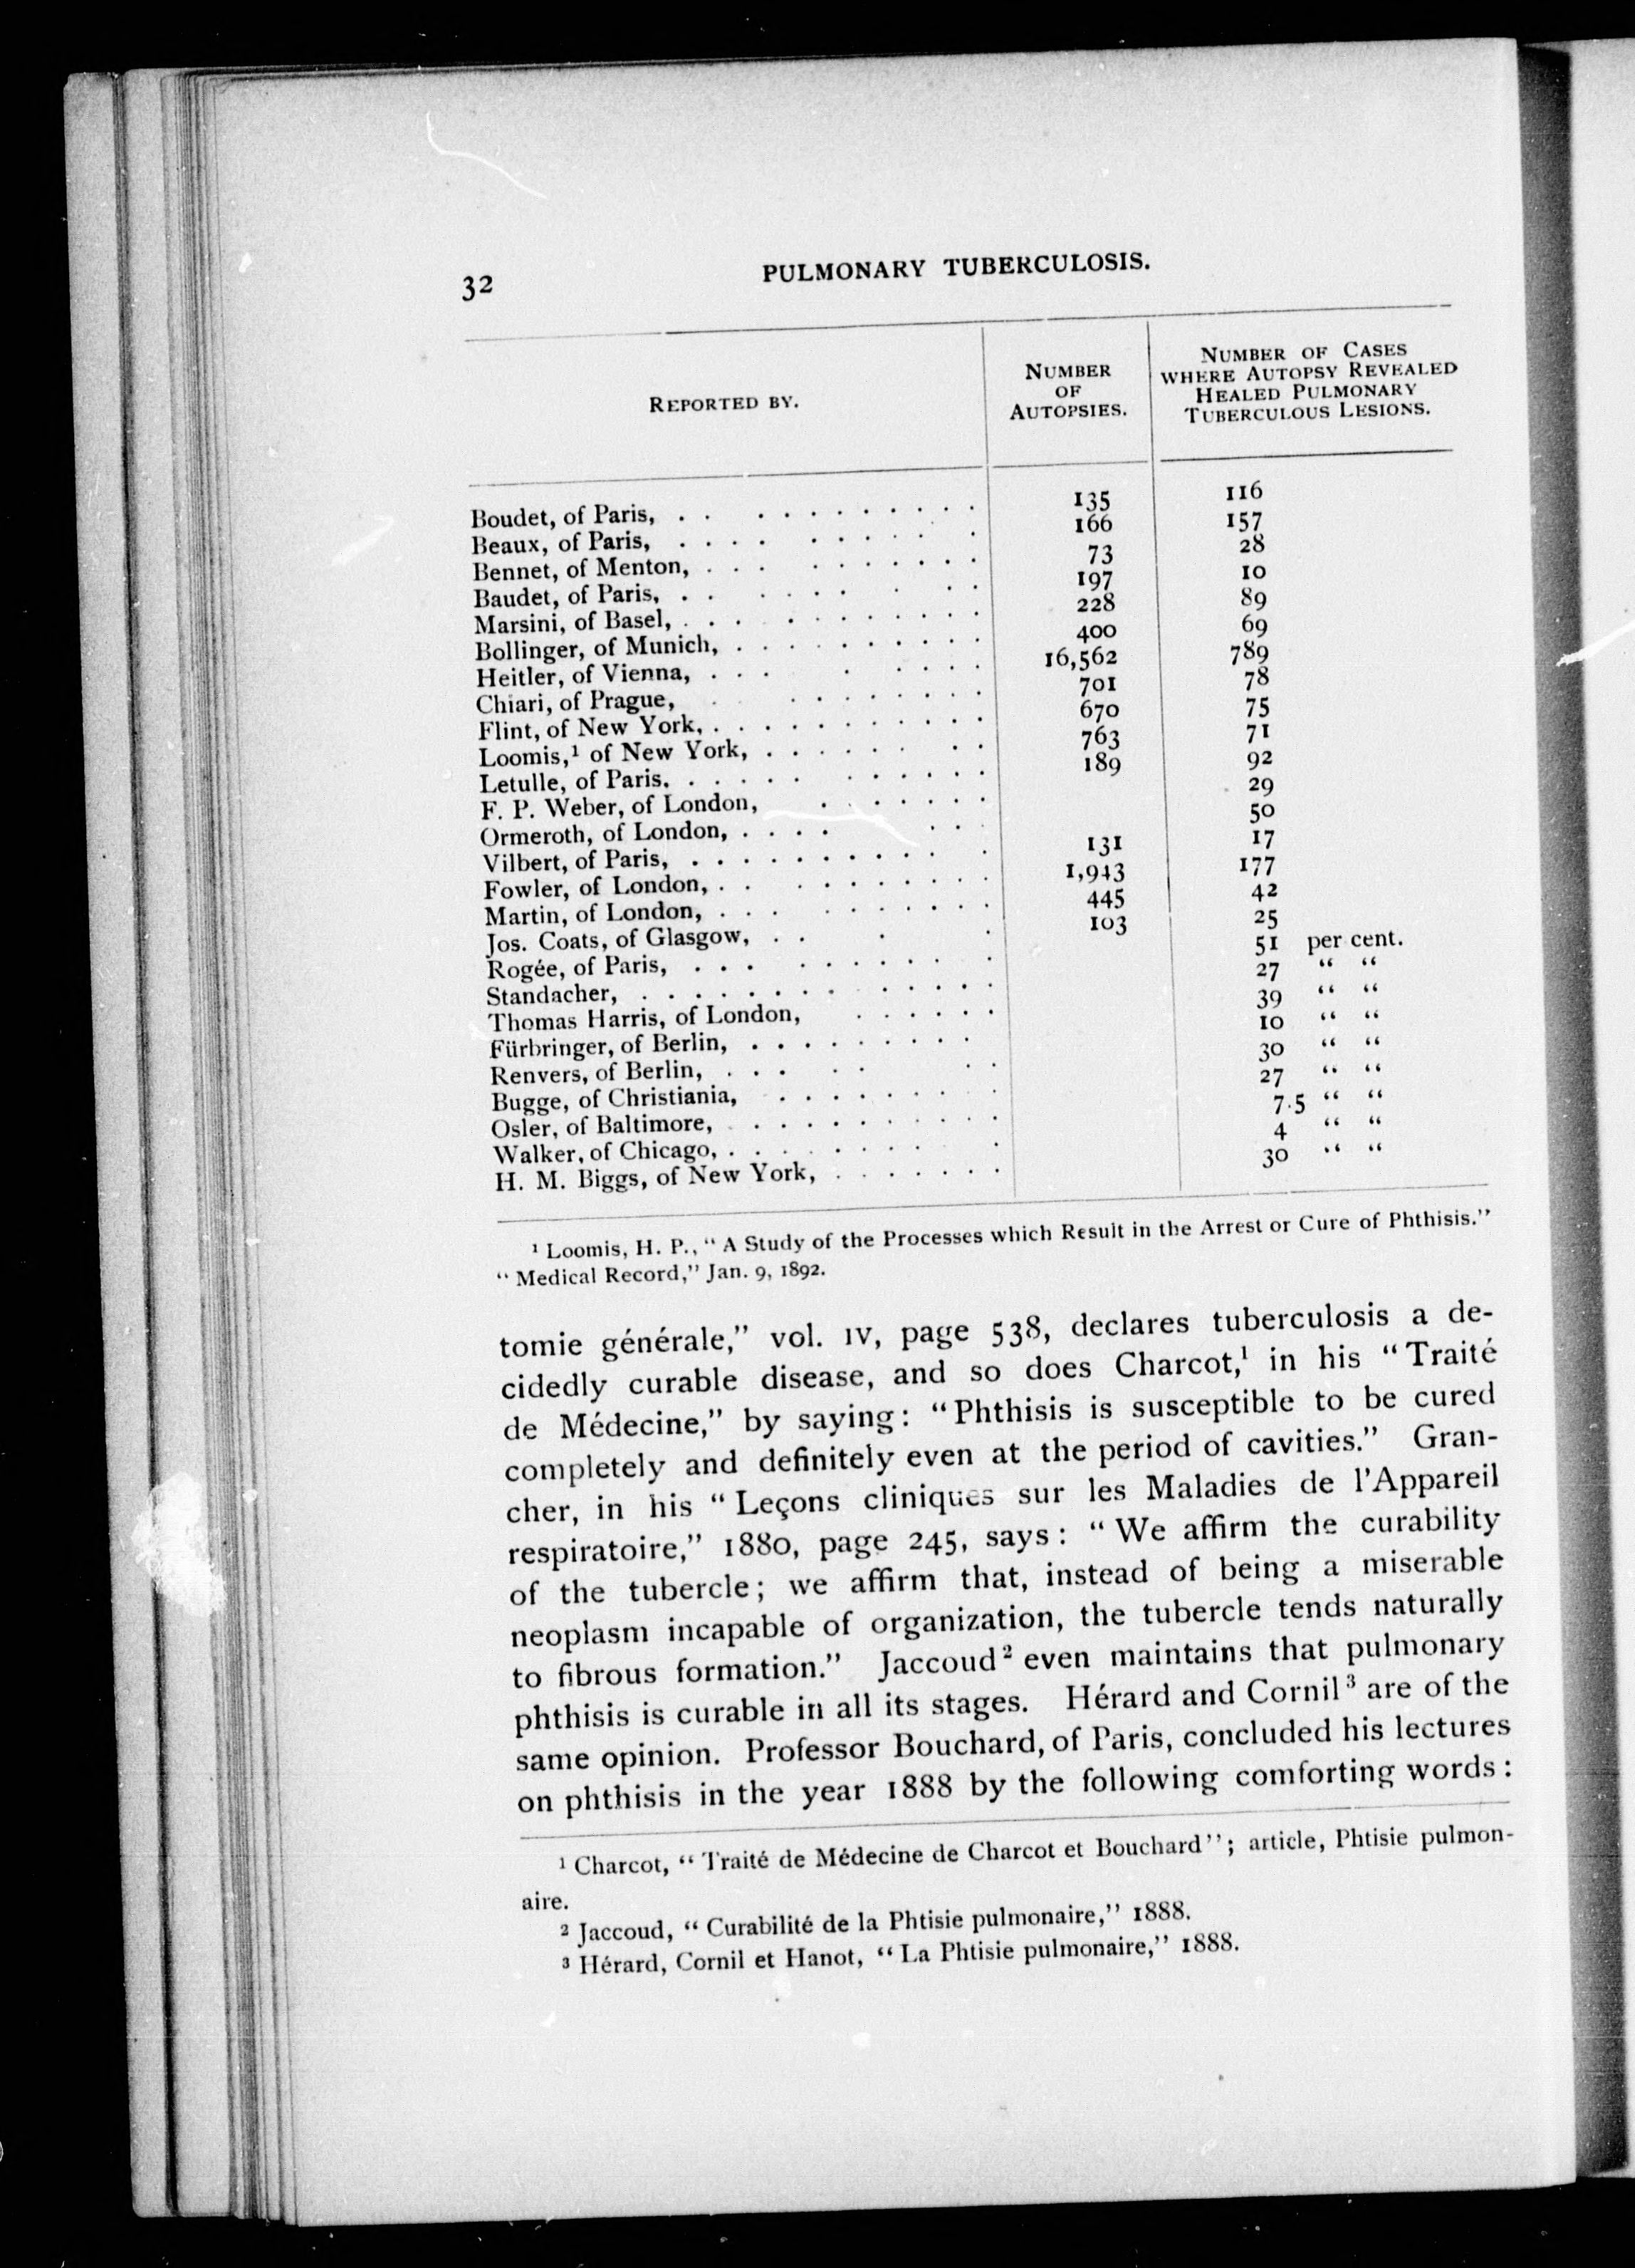 32
PULMONARY TUBERCULOSIS.
REPORTED BY.
NUMBER
OF
AUTOPSIES.
NUMBER OF CASES
WHERE AUTOPSY REVEALED
HEALED PULMONARY
TUBERCULOUS LESIONS.
Boudet, of Paris, . . . . . . . . . . . 135 116
Beaux, of Paris, . . . . . . . . . . 166 157
Bennet, of Menton, . . . . . . . . . . 73 28
Baudet, of Paris, . . . . . . . . . 197 10
Marsini, of Basel, . . . . . . . . . . . 228 89
Bollinger, of Munich, . . . . . . . . . . 400 69
Heitler, of Vienna, . . . . . . . . 16,562 789
Chiari, of Prague, . . . . . . . . 701 78
Flint, of New York, . . . . . . . . . . . 670 75
Loomis,¹ of New York, . . . . . . . . 763 71
Letulle, of Paris. . . . . . . . . . . . 189 92
F. P. Weber, of London, . . . . . . 29
Ormeroth, of London, . . . . . . . 50
Vilbert, of Paris, . . . . . . . . . . . 131 17
Fowler, of London, . . . . . . . . . . 1,943 177
Martin, of London, . . . . . . . . . . 445 42
Jos. Coats, of Glasgow, . . . . 103 25
Rogée, of Paris, . . . . . . . . . . 51 per cent.
Standacher, . . . . . . . . . . . . . 27 “ “
Thomas Harris, of London, . . . . . . 39 “ “
Fürbringer, of Berlin, . . . . . . . . . 10 “ “
Renvers, of Berlin, . . . . . . . 30 “ “
Bugge, of Christiania, . . . . . . . . 27 “ “
Osler, of Baltimore, . . . . . . . . . . 7.5 “ “
Walker, of Chicago, . . . . . . . . . 4 “ “
H. M. Biggs, of New York, . . . . . . . 30 “ “
¹ Loomis, H. P., “ A Study of the Processes which Result in the Arrest or Cure of Phthisis.”
“ Medical Record,” Jan. 9, 1892.
tomie générale,” vol. IV, page 538, declares tuberculosis a de-
cidedly curable disease, and so does Charcot,¹ in his “Traité
de Médecine,” by saying: “Phthisis is susceptible to be cured
completely and definitely even at the period of cavities.” Gran-
cher, in his “Leçons cliniques sur les Maladies de l’Appareil
respiratoire,” 1880, page 245, says: “We affirm the curability
of the tubercle; we affirm that, instead of being a miserable
neoplasm incapable of organization, the tubercle tends naturally
to fibrous formation.” Jaccoud² even maintains that pulmonary
phthisis is curable in all its stages. Hérard and Cornil³ are of the
same opinion. Professor Bouchard, of Paris, concluded his lectures
on phthisis in the year 1888 by the following comforting words:
¹ Charcot, “ Traité de Médecine de Charcot et Bouchard”; article, Phtisie pulmon-
aire.
² Jaccoud, “ Curabilité de la Phtisie pulmonaire,” 1888.
³ Hérard, Cornil et Hanot, “ La Phtisie pulmonaire,” 1888.